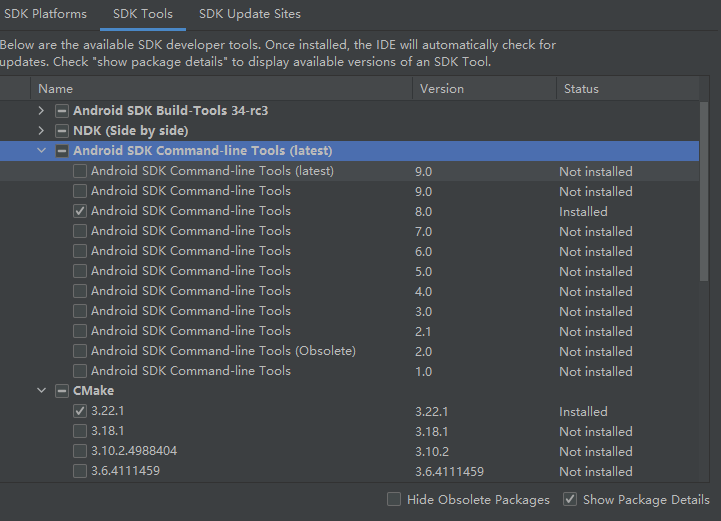 SDK Platforms SDK Tools SDK Update Sites
Below are the available SDK developer tools. Once installed, the IDE will automatically check for
updates. Check "show package details" to display available versions of an SDK Tool.
Name Version Status
Android SDK Build-Tools 34-rc3
NDK (Side by side)
Android SDK Command-line Tools (latest)
Android SDK Command-line Tools (latest) 9.0 Not installed
Android SDK Command-line Tools 9.0 Not installed
Android SDK Command-line Tools 8.0 Installed
Android SDK Command-line Tools 7.0 Not installed
Android SDK Command-line Tools 6.0 Not installed
Android SDK Command-line Tools 5.0 Not installed
Android SDK Command-line Tools 4.0 Not installed
Android SDK Command-line Tools 3.0 Not installed
Android SDK Command-line Tools 2.1 Not installed
Android SDK Command-line Tools (Obsolete) 2.0 Not installed
Android SDK Command-line Tools 1.0 Not installed
CMake
3.22.1 3.22.1 Installed
3.18.1 3.18.1 Not installed
3.10.2.4988404 3.10.2 Not installed
3.6.4111459 3.6.4111459 Not installed
Hide Obsolete Packages Show Package Details